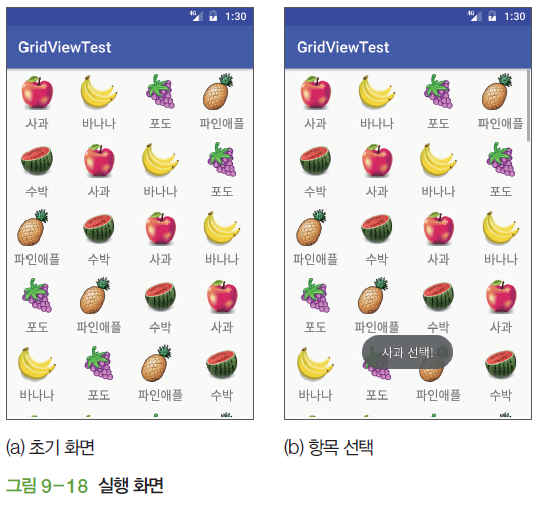 4G 1:30
GridViewTest
사과 바나나 포도 파인애플
수박 사과 바나나 포도
파인애플 수박 사과 바나나
포도 파인애플 수박 사과
바나나 포도 파인애플 수박
(a) 초기 화면
4G 1:30
GridViewTest
사과 바나나 포도 파인애플
수박 사과 바나나 포도
파인애플 수박 사과 바나나
포도 파인애플 수박 사과
사과 선택!
바나나 포도 파인애플 수박
(b) 항목 선택
그림 9-18 실행 화면